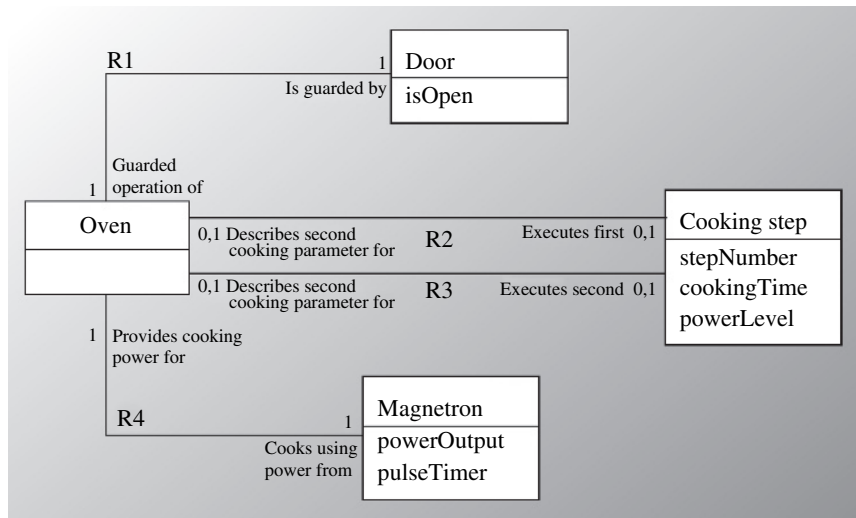 R1
1
Door
Is guarded by
isOpen
Guarded
1 operation of
Oven
0,1 Describes second
cooking parameter for
R2
Executes first 0,1
Cooking step
stepNumber
cookingTime
powerLevel
0,1 Describes second
cooking parameter for
R3
Executes second 0,1
1 Provides cooking
power for
R4
1
Magnetron
Cooks using
power from
powerOutput
pulseTimer